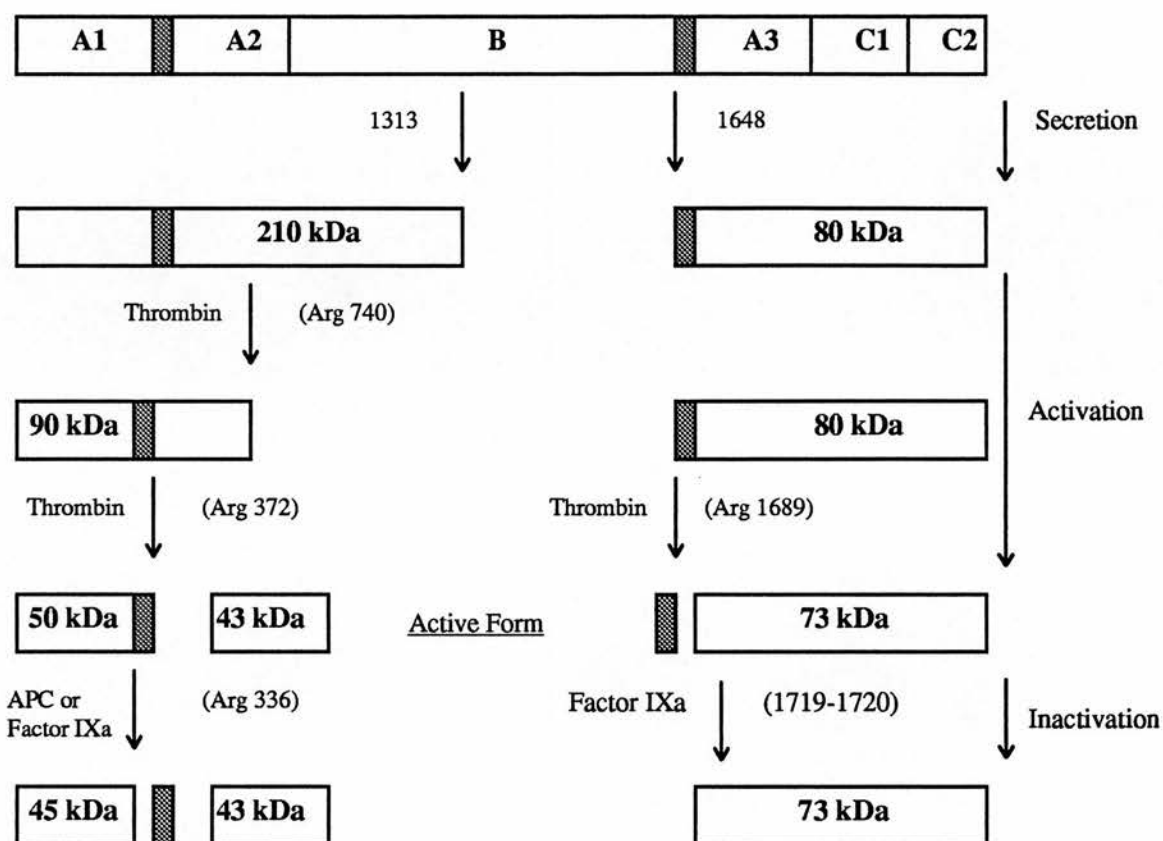 A1 A2 B A3 C1 C2
1313 1648 Secretion
210 kDa 80 kDa
Thrombin (Arg 740)
90 kDa 80 kDa Activation
Thrombin (Arg 372) Thrombin (Arg 1689)
50 kDa 43 kDa Active Form 73 kDa
APC or
Factor IXa (Arg 336) Factor IXa (1719-1720) Inactivation
45 kDa 43 kDa 73 kDa